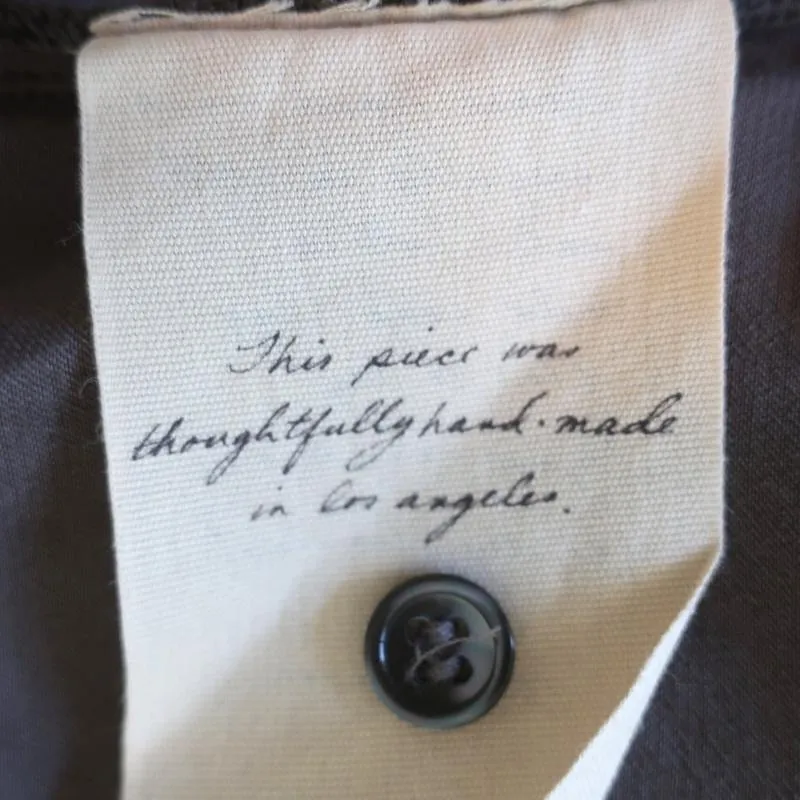 This piece was
thoughtfully hand-made
in los angeles.